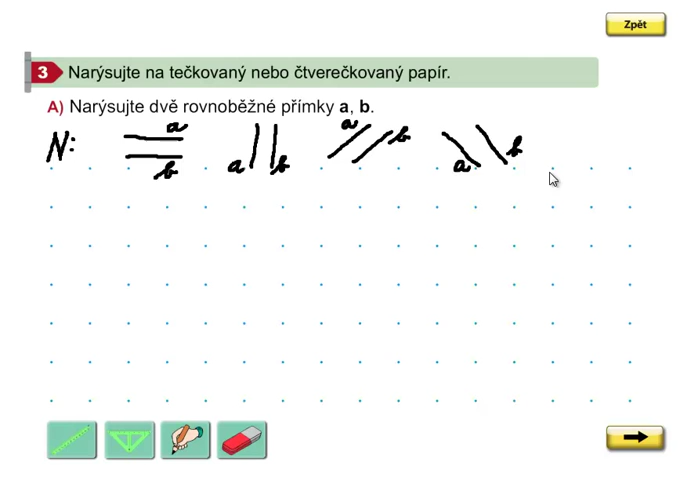 Zpět
3 Narýsujte na tečkovaný nebo čtverečkovaný papír.
A) Narýsujte dvě rovnoběžné přímky a, b.
N: a b a b a b a b